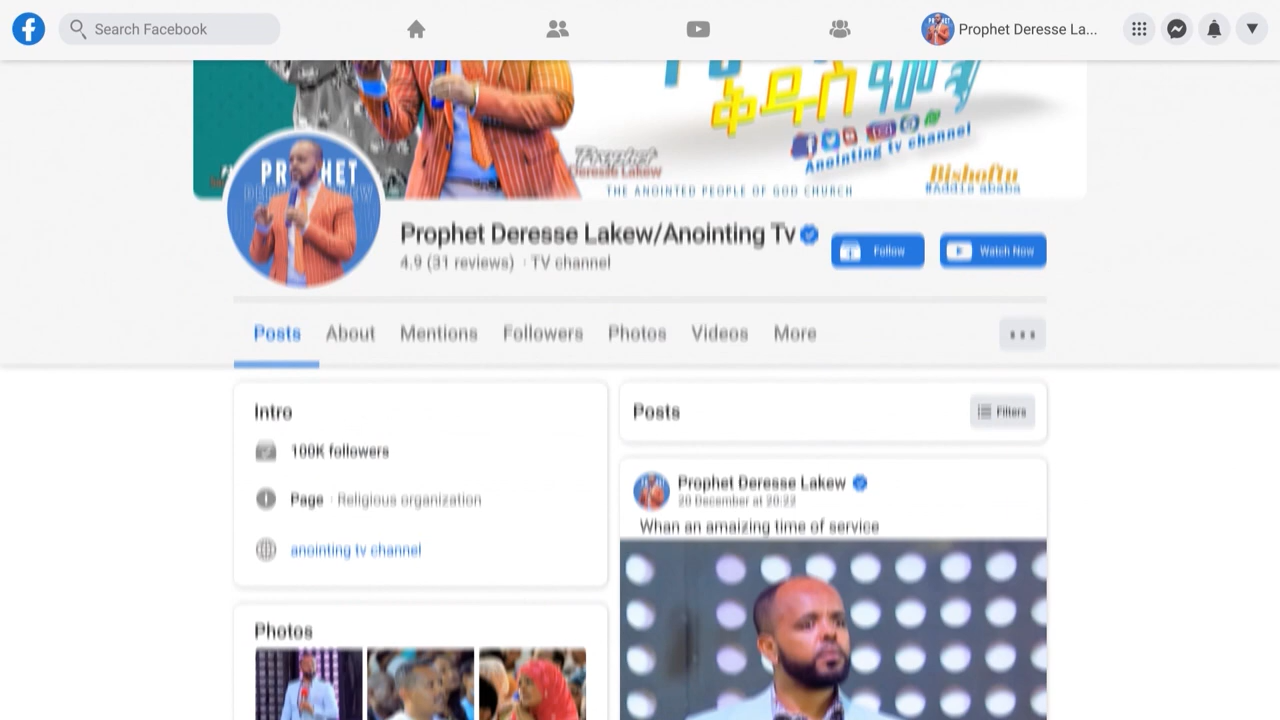 Search Facebook
Prophet Deresse La...
ቅዱስ
Anointing tv channel
Prophet
Deresse Lakew
THE ANOINTED PEOPLE OF GOD CHURCH
Bishoftu
#Addis ababa
PROPHET
Prophet Deresse Lakew/Anointing Tv
4.9 (31 reviews) · TV channel
Follow
Watch Now
Posts
About
Mentions
Followers
Photos
Videos
More
Intro
100K followers
Page · Religious organization
anointing tv channel
Photos
Posts
Filters
Prophet Deresse Lakew
20 December at 20:22
Whan an amaizing time of service